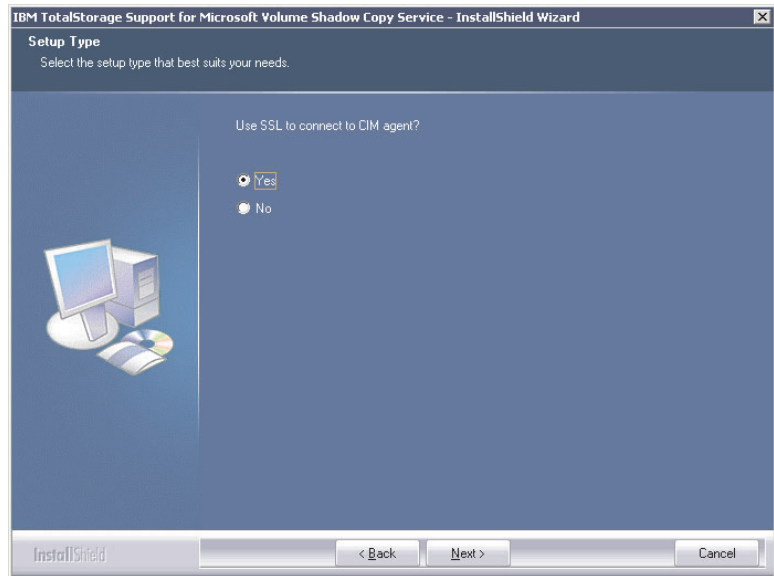 IBM TotalStorage Support for Microsoft Volume Shadow Copy Service - InstallShield Wizard
Setup Type
Select the setup type that best suits your needs.
Use SSL to connect to CIM agent?
Yes
No
InstallShield
< Back
Next >
Cancel